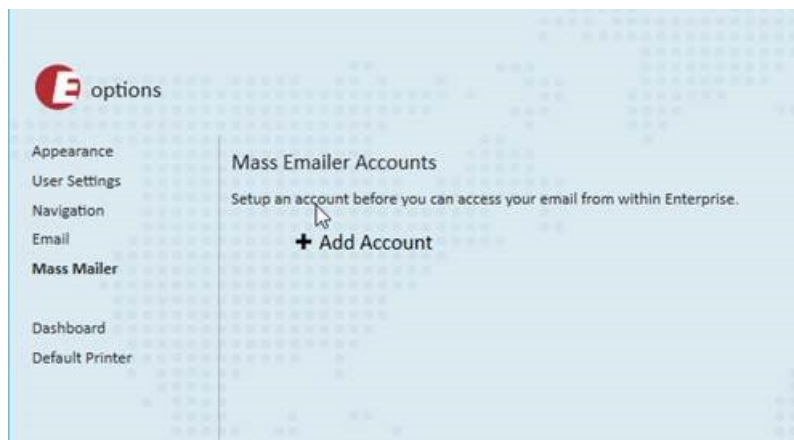 E options
Appearance
User Settings
Navigation
Email
Mass Mailer
Dashboard
Default Printer
Mass Emailer Accounts
Setup an account before you can access your email from within Enterprise.
+ Add Account